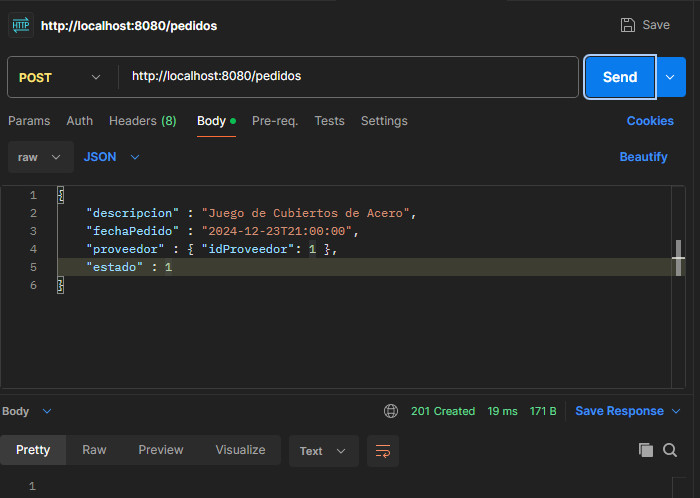 HTTP http://localhost:8080/pedidos Save
POST http://localhost:8080/pedidos Send
Params Auth Headers (8) Body Pre-req. Tests Settings Cookies
raw JSON Beautify
1 {
2 "descripcion" : "Juego de Cubiertos de Acero",
3 "fechaPedido" : "2024-12-23T21:00:00",
4 "proveedor" : { "idProveedor": 1 },
5 "estado" : 1
6 }
Body 201 Created 19 ms 171 B Save Response
Pretty Raw Preview Visualize Text
1